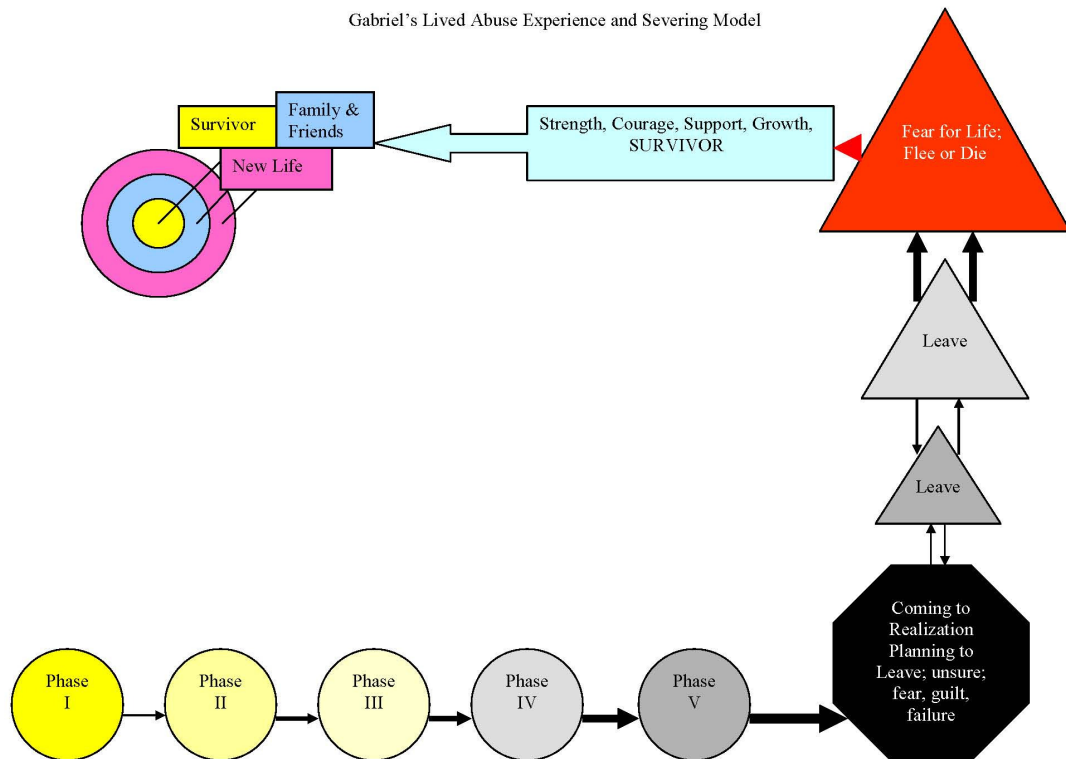 Gabriel's Lived Abuse Experience and Severing Model
Survivor
Family &
Friends
New Life
Strength, Courage, Support, Growth,
SURVIVOR
Fear for Life;
Flee or Die
Leave
Leave
Coming to
Realization
Planning to
Leave; unsure;
fear, guilt,
failure
Phase
I
Phase
II
Phase
III
Phase
IV
Phase
V